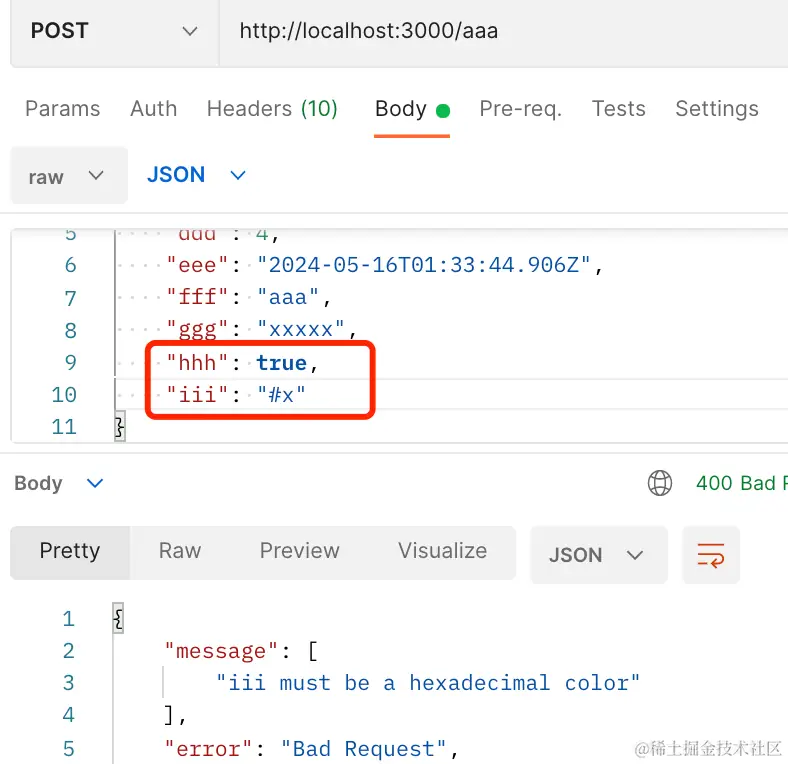 POST http://localhost:3000/aaa
Params Auth Headers (10) Body Pre-req. Tests Settings
raw JSON
5 ddd : 4,
6 "eee": "2024-05-16T01:33:44.906Z",
7 "fff": "aaa",
8 "ggg": "xxxxx",
9 "hhh": true,
10 "iii": "#x"
11 }
Body 400 Bad
Pretty Raw Preview Visualize JSON
1 {
2 "message": [
3 "iii must be a hexadecimal color"
4 ],
5 "error": "Bad Request",
@稀土掘金技术社区